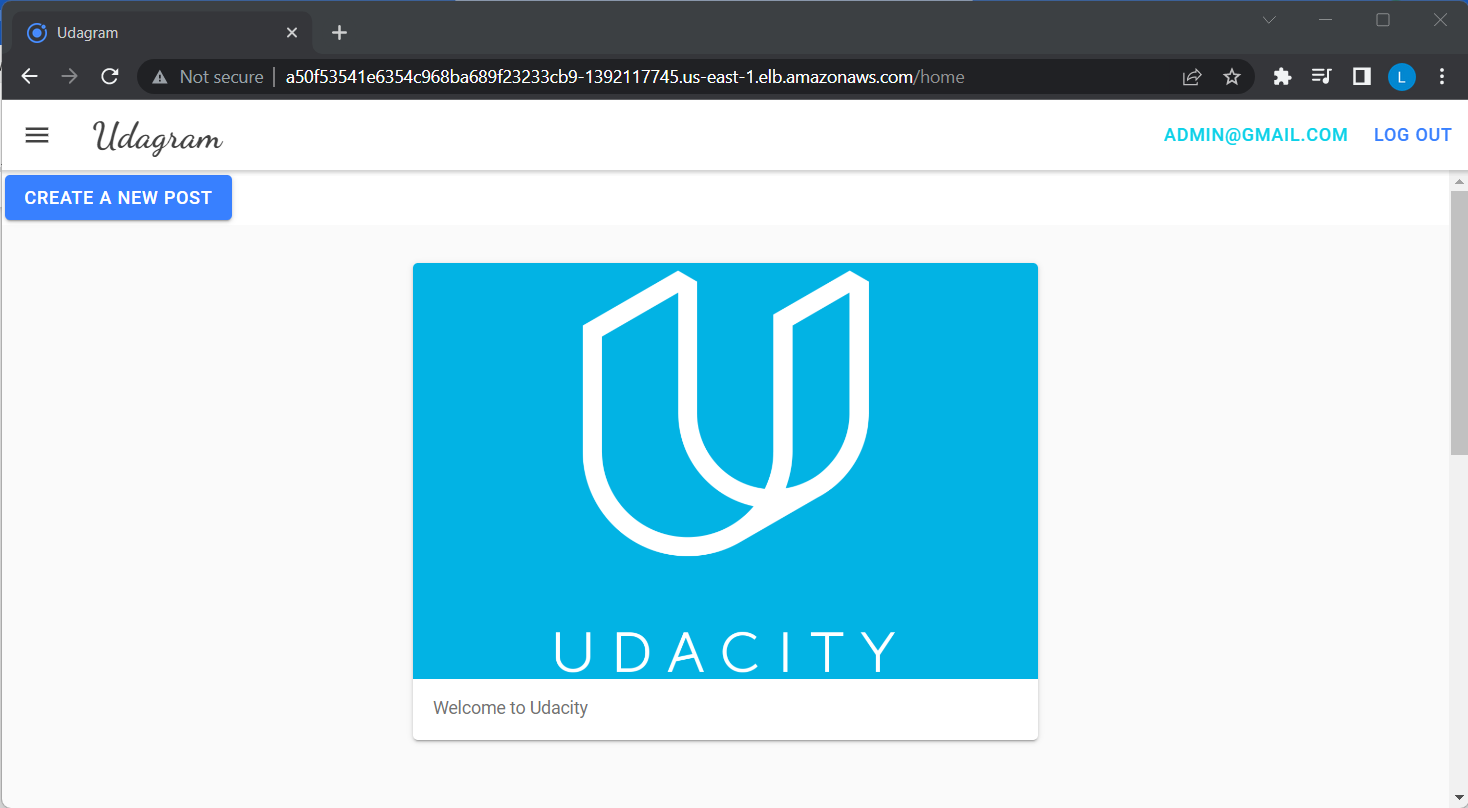 Udagram
Not secure
a50f53541e6354c968ba689f23233cb9-1392117745.us-east-1.elb.amazonaws.com/home
L
Udagram
ADMIN@GMAIL.COM
LOG OUT
CREATE A NEW POST
UDACITY
Welcome to Udacity